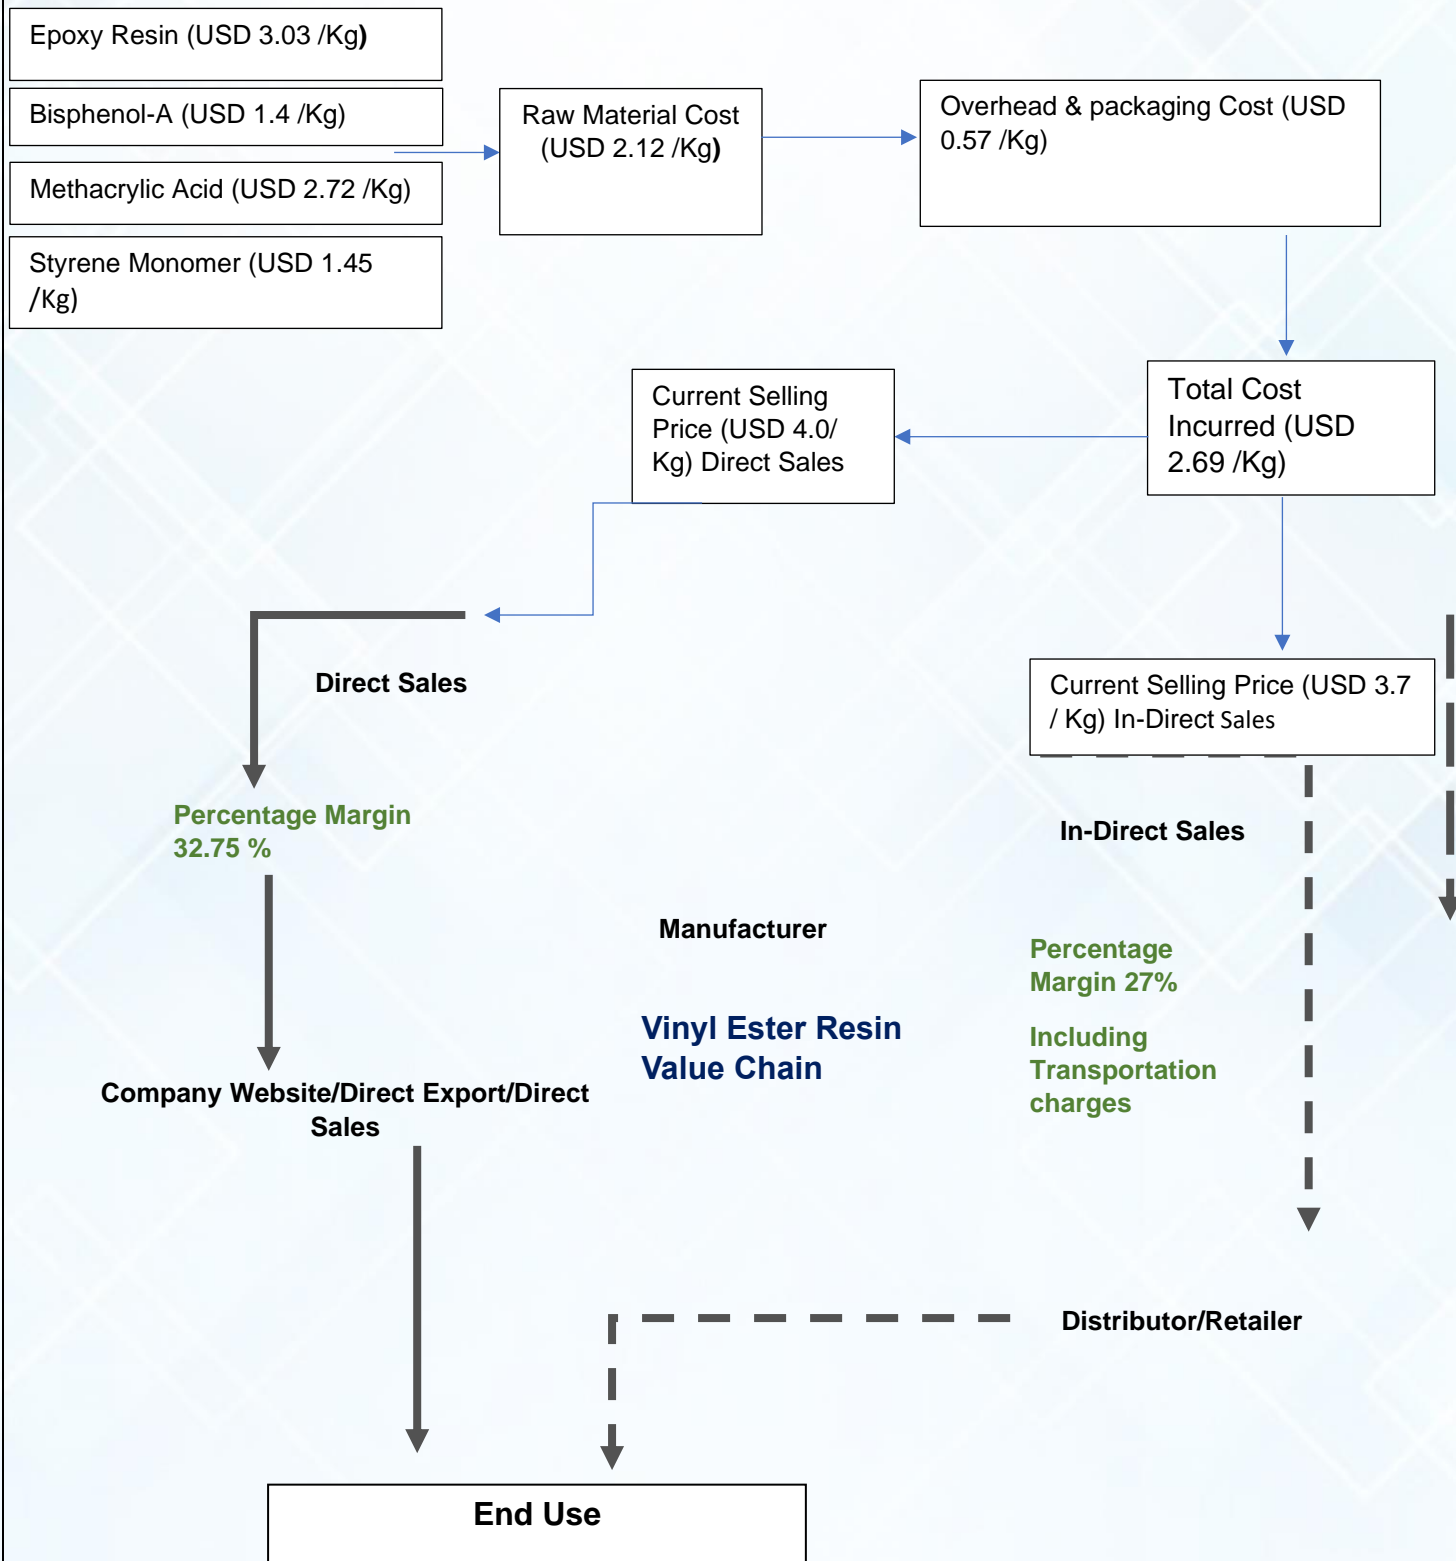 Epoxy Resin (USD 3.03 /Kg)
Bisphenol-A (USD 1.4 /Kg)
Methacrylic Acid (USD 2.72 /Kg)
Styrene Monomer (USD 1.45
/Kg)
Raw Material Cost
(USD 2.12 /Kg)
Overhead & packaging Cost (USD
0.57 /Kg)
Total Cost
Incurred (USD
2.69 /Kg)
Current Selling
Price (USD 4.0/
Kg) Direct Sales
Direct Sales
Current Selling Price (USD 3.7
/ Kg) In-Direct Sales
Percentage Margin
32.75 %
In-Direct Sales
Manufacturer
Percentage
Margin 27%
Including
Transportation
charges
Vinyl Ester Resin
Value Chain
Company Website/Direct Export/Direct
Sales
Distributor/Retailer
End Use